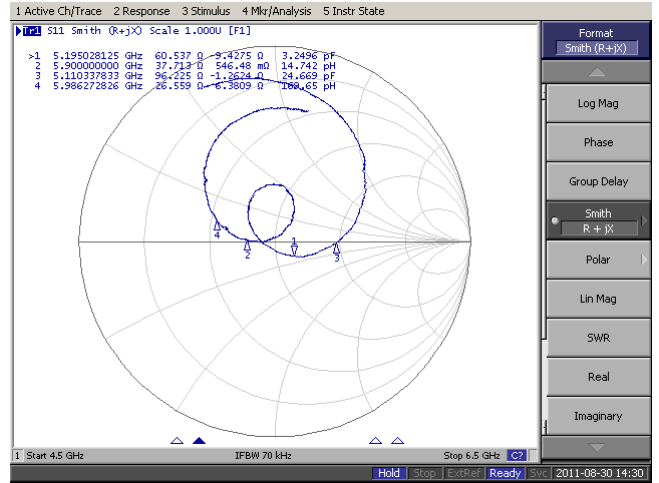 1 Active Ch/Trace 2 Response 3 Stimulus 4 Mkr/Analysis 5 Instr State
Tr1 S11 Smith (R+jX) Scale 1.000U [F1]
>1 5.195028125 GHz 60.537 Ω -9.4275 Ω 3.2496 pF
2 5.900000000 GHz 37.713 Ω 546.48 mΩ 14.742 pH
3 5.110337833 GHz 96.225 Ω -1.2624 Ω 24.669 pF
4 5.986272826 GHz 26.559 Ω 6.3809 Ω 169.65 pH
4
2
1
3
1 Start 4.5 GHz IFBW 70 kHz Stop 6.5 GHz C?
Format
Smith (R+jX)
Log Mag
Phase
Group Delay
Smith
R + jX
Polar
Lin Mag
SWR
Real
Imaginary
Hold Stop ExtRef Ready Svc 2011-08-30 14:30